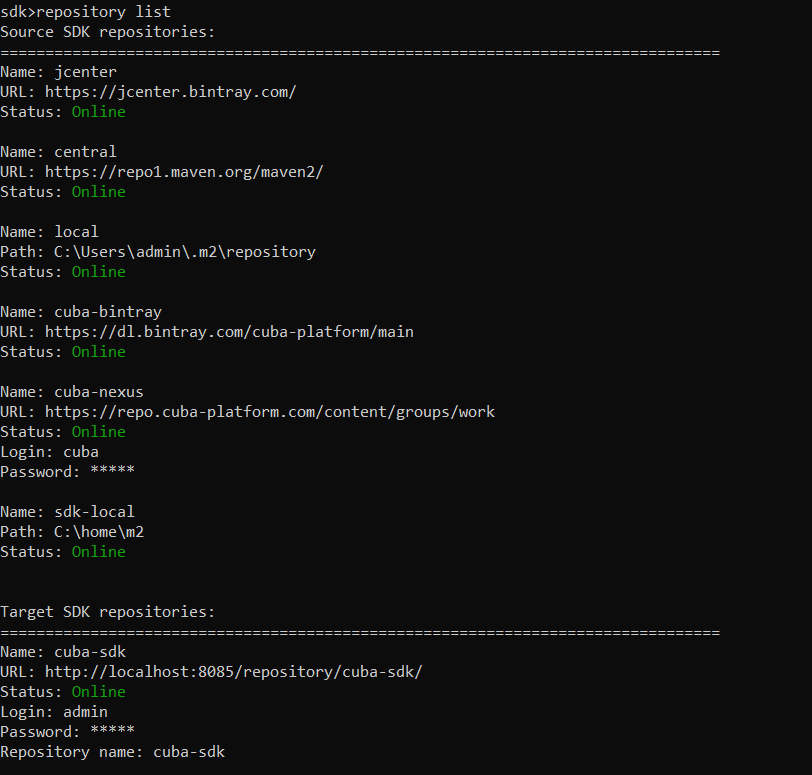 sdk>repository list
Source SDK repositories:
================================================================================
Name: jcenter
URL: https://jcenter.bintray.com/
Status: Online
Name: central
URL: https://repo1.maven.org/maven2/
Status: Online
Name: local
Path: C:\Users\admin\.m2\repository
Status: Online
Name: cuba-bintray
URL: https://dl.bintray.com/cuba-platform/main
Status: Online
Name: cuba-nexus
URL: https://repo.cuba-platform.com/content/groups/work
Status: Online
Login: cuba
Password: *****
Name: sdk-local
Path: C:\home\m2
Status: Online
Target SDK repositories:
================================================================================
Name: cuba-sdk
URL: http://localhost:8085/repository/cuba-sdk/
Status: Online
Login: admin
Password: *****
Repository name: cuba-sdk